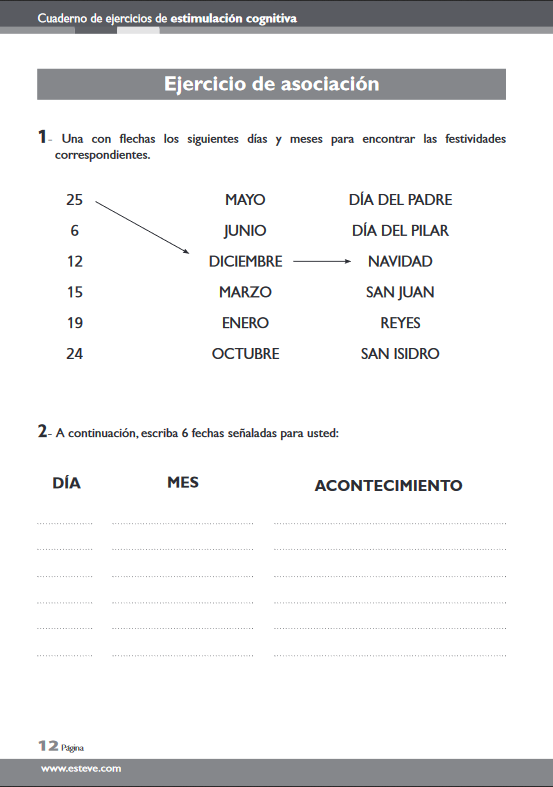 Cuaderno de ejercicios de estimulación cognitiva
Ejercicio de asociación
1- Una con flechas los siguientes días y meses para encontrar las festividades
correspondientes.
25 MAYO DÍA DEL PADRE
6 JUNIO DÍA DEL PILAR
12 DICIEMBRE NAVIDAD
15 MARZO SAN JUAN
19 ENERO REYES
24 OCTUBRE SAN ISIDRO
2- A continuación, escriba 6 fechas señaladas para usted:
DÍA MES ACONTECIMIENTO
12 Página
www.esteve.com